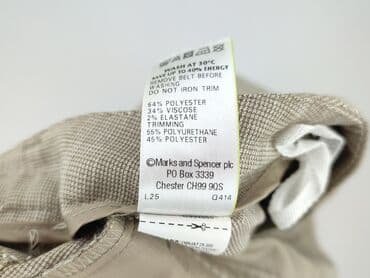 WASH AT 30°C
SAVE UP TO 40% ENERGY
REMOVE BELT BEFORE
WASHING
DO NOT IRON TRIM
64% POLYESTER
34% VISCOSE
2% ELASTANE
TRIMMING
55% POLYURETHANE
45% POLYESTER
©Marks and Spencer plc
PO Box 3339
Chester CH99 9QS
L25 Q414